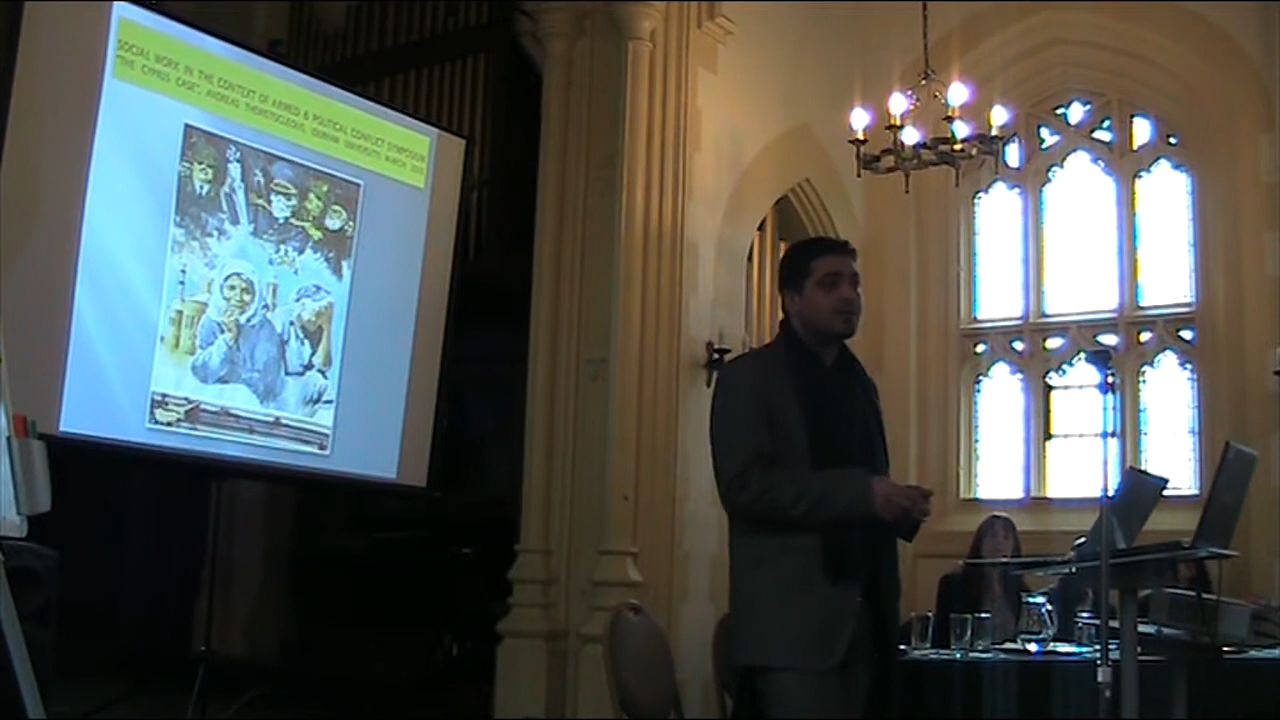 SOCIAL WORK IN THE CONTEXT OF ARMED & POLITICAL CONFLICT SYMPOSIUM
"THE CYPRUS CASE", ANDREAS THEMISTOCLEOUS, DURHAM UNIVERSITY MARCH